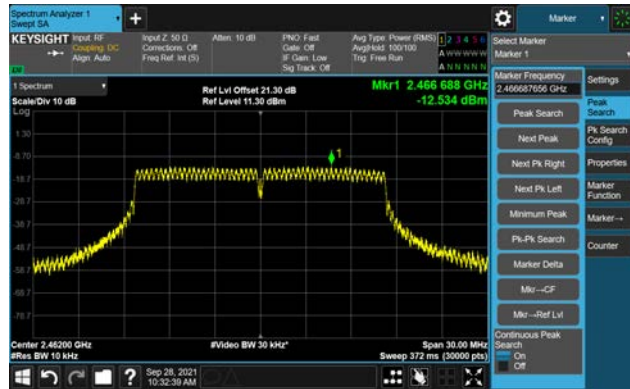 Spectrum Analyzer 1
Swept SA
+
Marker
KEYSIGHT
Input: RF
Coupling: DC
Align: Auto
Input Z: 50 Ω
Corrections: Off
Freq Ref: Int (S)
Atten: 10 dB
PNO: Fast
Gate: Off
IF Gain: Low
Sig Track: Off
Avg Type: Power (RMS)
Avg|Hold: 100/100
Trig: Free Run
1 2 3 4 5 6
A W W W W W
A N N N N N
Select Marker
Marker 1
1 Spectrum
Scale/Div 10 dB
Log
Ref Lvl Offset 21.30 dB
Ref Level 11.30 dBm
Mkr1 2.466 688 GHz
-12.534 dBm
1.30
-8.70
-18.7
-28.7
-38.7
-48.7
-58.7
-68.7
-78.7
1
Center 2.46200 GHz
#Res BW 10 kHz
#Video BW 30 kHz*
Span 30.00 MHz
Sweep 372 ms (30000 pts)
Marker Frequency
2.466687656 GHz
Peak Search
Next Peak
Next Pk Right
Next Pk Left
Minimum Peak
Pk-Pk Search
Marker Delta
Mkr→CF
Mkr→Ref Lvl
Continuous Peak
Search
On
Off
Settings
Peak
Search
Pk Search
Config
Properties
Marker
Function
Marker→
Counter
?
Sep 28, 2021
10:32:39 AM